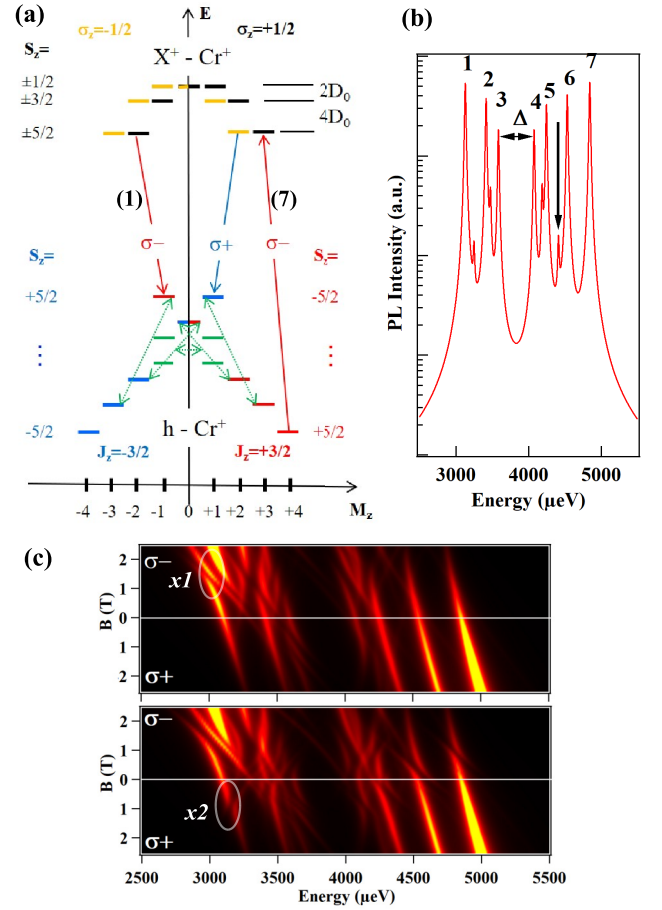 (a)
E
σz=-1/2
σz=+1/2
Sz=
X+ - Cr+
±1/2
2D0
±3/2
4D0
±5/2
(1)
(7)
σ−
σ+
σ−
Sz=
Sz=
+5/2
-5/2
⋮
⋮
h - Cr+
-5/2
+5/2
Jz=-3/2
Jz=+3/2
-4 -3 -2 -1 0 +1 +2 +3 +4
Mz
(b)
1
2
3
4
5
6
7
Δ
PL Intensity (a.u.)
3000 4000 5000
Energy (µeV)
(c)
σ−
x1
2
1
0
1
2
B (T)
σ+
σ−
x2
2
1
0
1
2
B (T)
σ+
2500 3000 3500 4000 4500 5000 5500
Energy (µeV)